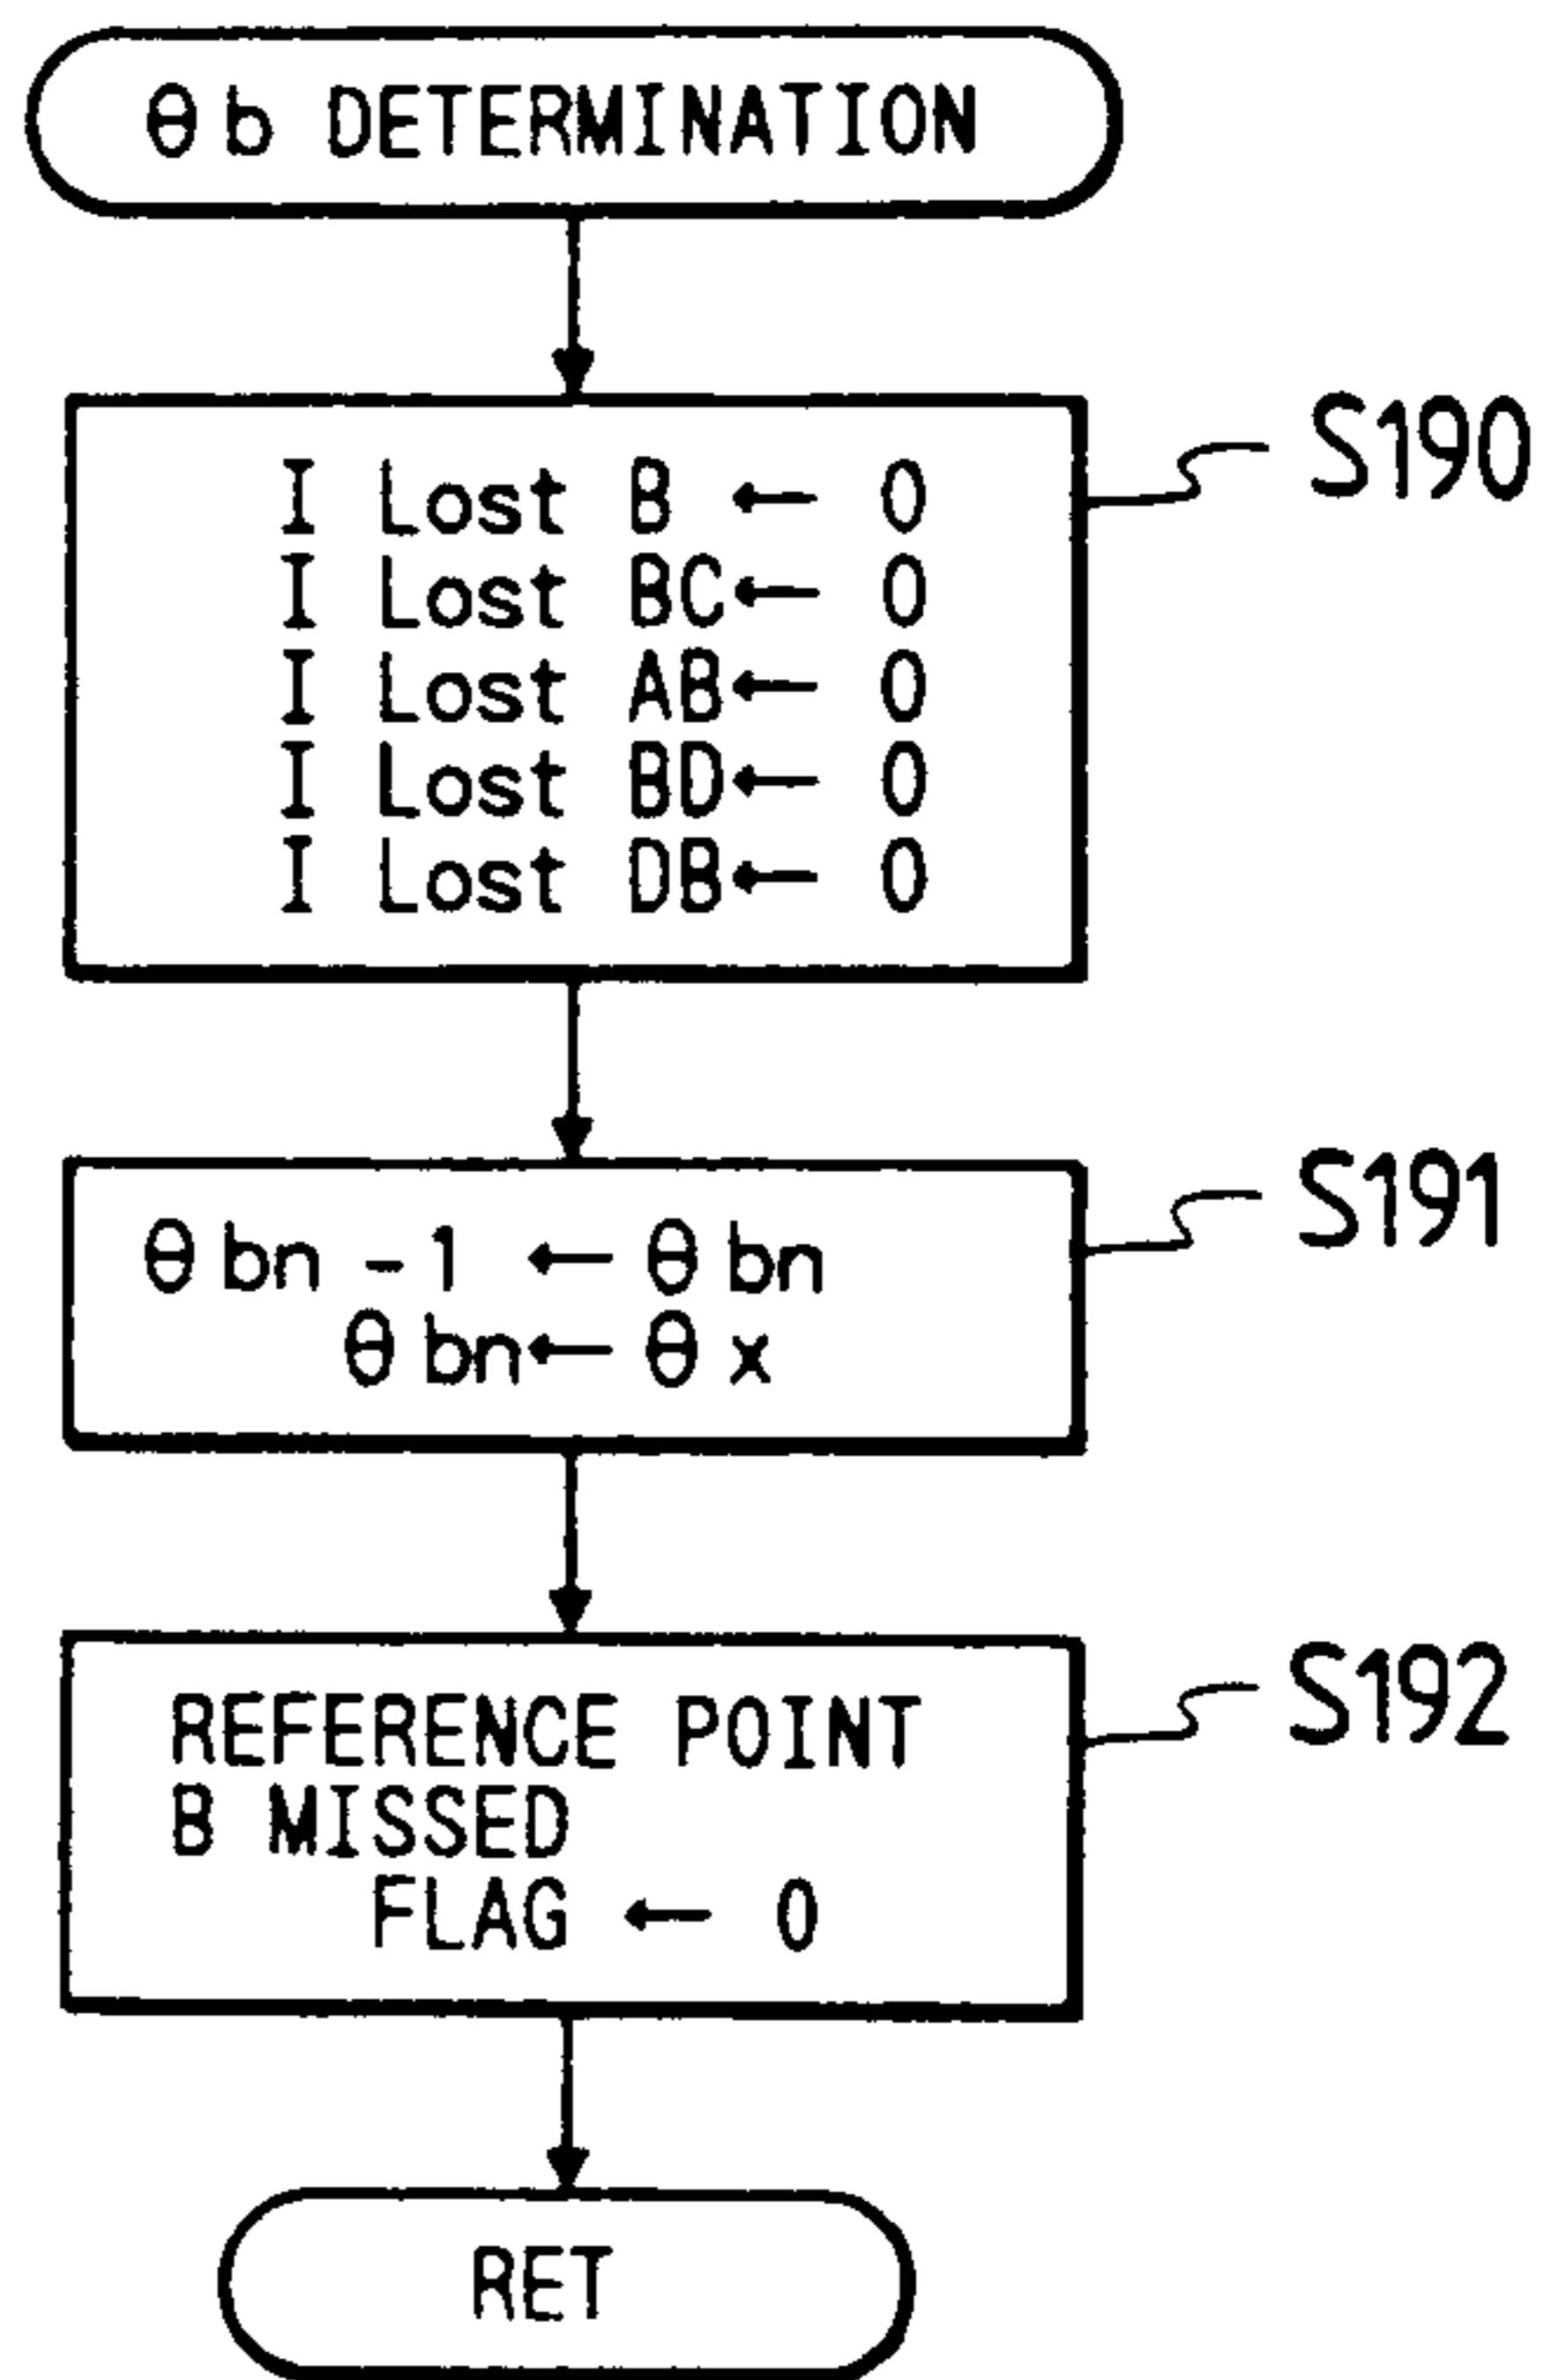 θb DETERMINATION
S190
I Lost B ← 0
I Lost BC ← 0
I Lost AB ← 0
I Lost BD ← 0
I Lost DB ← 0
S191
θbn-1 ← θbn
θbn ← θx
S192
REFERENCE POINT
B MISSED
FLAG ← 0
RET